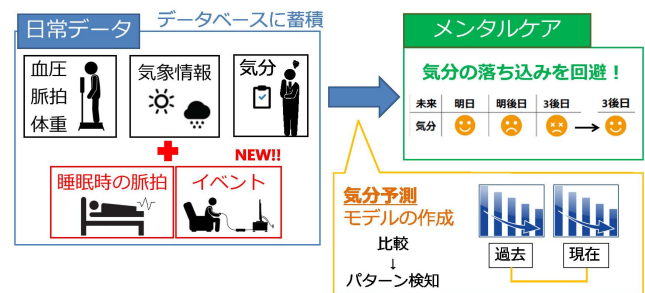 日常データ
データベースに蓄積
血圧
脈拍
体重
気象情報
気分
NEW!!
睡眠時の脈拍
イベント
メンタルケア
気分の落ち込みを回避！
未来 明日 明後日 3後日 3後日
気分
気分予測
モデルの作成
比較
↓
パターン検知
過去
現在